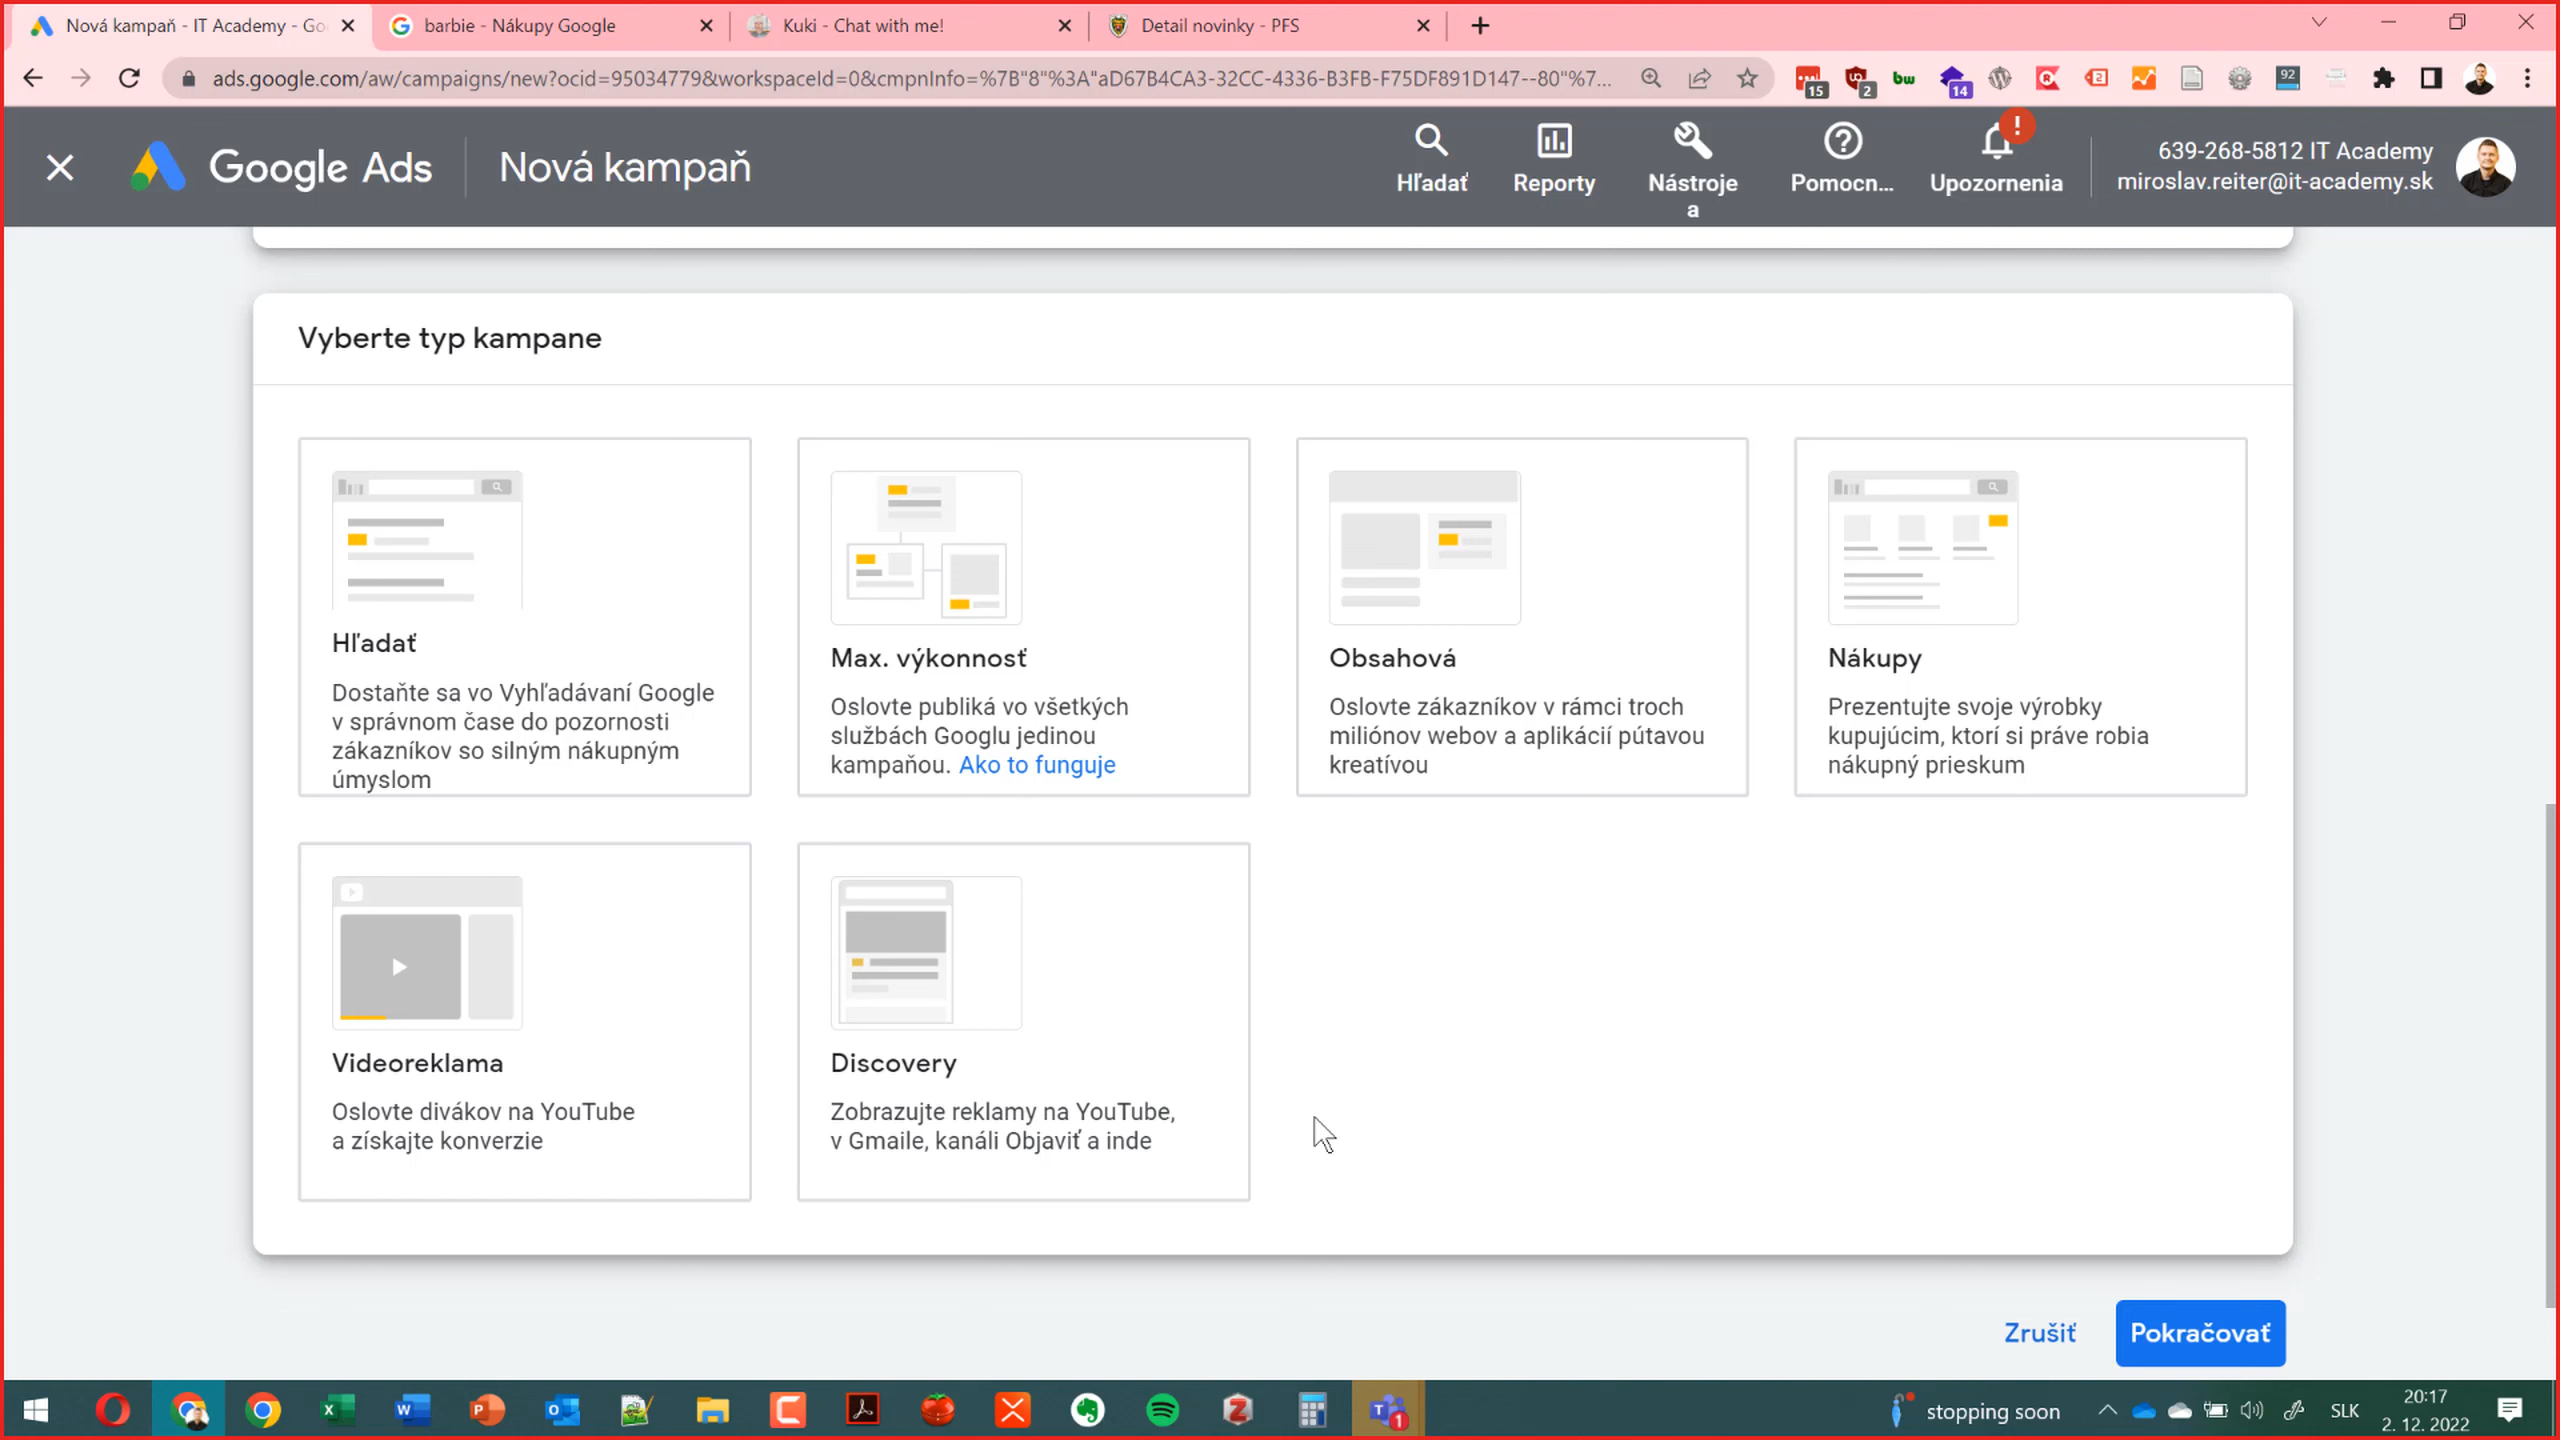 Nová kampaň - IT Academy - Go
barbie - Nákupy Google
Kuki - Chat with me!
Detail novinky - PFS
ads.google.com/aw/campaigns/new?ocid=95034779&workspaceId=0&cmpnInfo=%7B"8"%3A"aD67B4CA3-32CC-4336-B3FB-F75DF891D147--80"%7...
15
2
bw
14
92
Google Ads
Nová kampaň
Hľadať
Reporty
Nástroje
a
Pomocn...
Upozornenia
639-268-5812 IT Academy
miroslav.reiter@it-academy.sk
Vyberte typ kampane
Hľadať
Dostaňte sa vo Vyhľadávaní Google
v správnom čase do pozornosti
zákazníkov so silným nákupným
úmyslom
Max. výkonnosť
Oslovte publiká vo všetkých
službách Googlu jedinou
kampaňou. Ako to funguje
Obsahová
Oslovte zákazníkov v rámci troch
miliónov webov a aplikácií pútavou
kreatívou
Nákupy
Prezentujte svoje výrobky
kupujúcim, ktorí si práve robia
nákupný prieskum
Videoreklama
Oslovte divákov na YouTube
a získajte konverzie
Discovery
Zobrazujte reklamy na YouTube,
v Gmaile, kanáli Objaviť a inde
Zrušiť
Pokračovať
stopping soon
SLK
20:17
2. 12. 2022